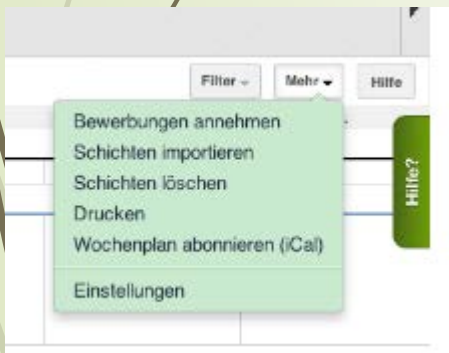 Filter
Mehr
Hilfe
Bewerbungen annehmen
Schichten importieren
Schichten löschen
Drucken
Wochenplan abonnieren (iCal)
Einstellungen
Hilfe?